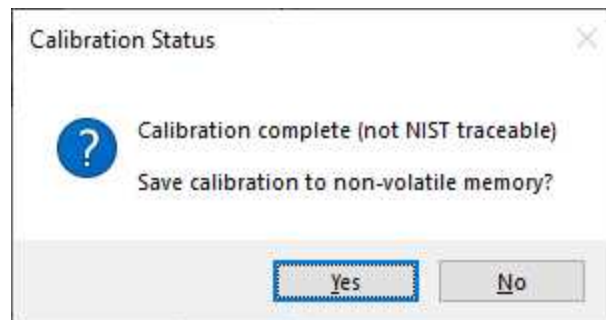 Calibration Status
?
Calibration complete (not NIST traceable)
Save calibration to non-volatile memory?
Yes
No